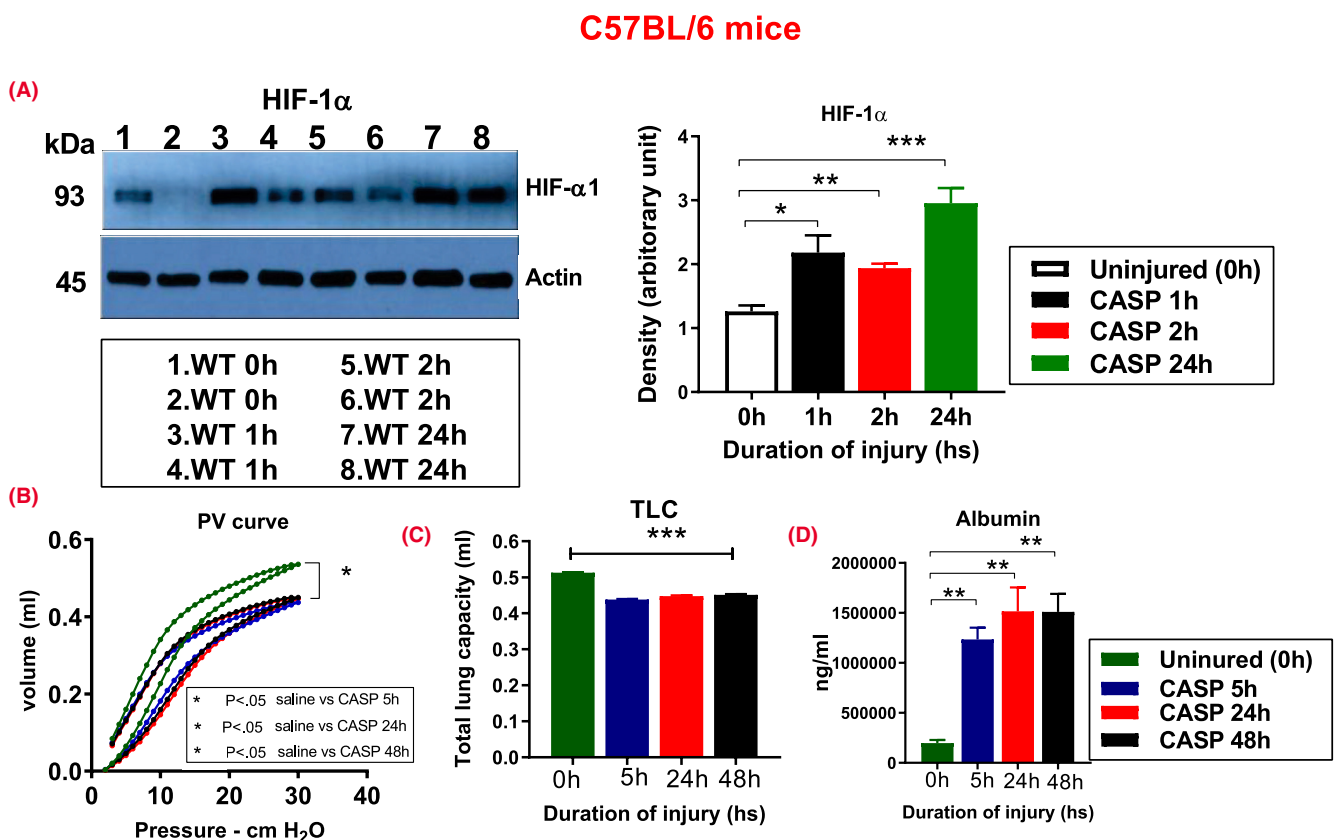 C57BL/6 mice
(A)
HIF-1α
1 2 3 4 5 6 7 8
kDa
93
HIF-α1
45
Actin
1.WT 0h 5.WT 2h
2.WT 0h 6.WT 2h
3.WT 1h 7.WT 24h
4.WT 1h 8.WT 24h
HIF-1α
Density (arbitorary unit)
4
3
2
1
0
***
**
*
0h 1h 2h 24h
Duration of injury (hs)
Uninjured (0h)
CASP 1h
CASP 2h
CASP 24h
(B)
PV curve
volume (ml)
0.6
0.4
0.2
0.0
*
* P<.05 saline vs CASP 5h
* P<.05 saline vs CASP 24h
* P<.05 saline vs CASP 48h
0 10 20 30 40
Pressure - cm H₂O
(C)
TLC
***
Total lung capacity (ml)
0.6
0.5
0.4
0.3
0.2
0.1
0.0
0h 5h 24h 48h
Duration of injury (hs)
(D)
Albumin
ng/ml
2000000
1500000
1000000
500000
0
**
**
**
0h 5h 24h 48h
Duration of injury (hs)
Uninured (0h)
CASP 5h
CASP 24h
CASP 48h